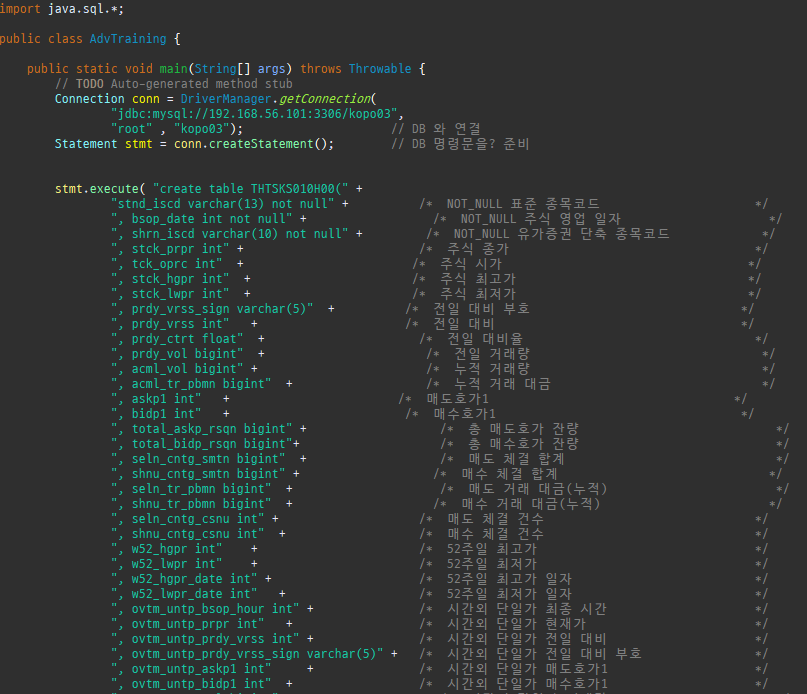 import java.sql.*;
public class AdvTraining {
public static void main(String[] args) throws Throwable {
// TODO Auto-generated method stub
Connection conn = DriverManager.getConnection(
"jdbc:mysql://192.168.56.101:3306/kopo03",
"root" , "kopo03"); // DB 와 연결
Statement stmt = conn.createStatement(); // DB 명령문을? 준비
stmt.execute( "create table THTSKS010H00(" +
"stnd_iscd varchar(13) not null" + /* NOT_NULL 표준 종목코드 */
", bsop_date int not null" + /* NOT_NULL 주식 영업 일자 */
", shrn_iscd varchar(10) not null" + /* NOT_NULL 유가증권 단축 종목코드 */
", stck_prpr int" + /* 주식 종가 */
", tck_oprc int" + /* 주식 시가 */
", stck_hgpr int" + /* 주식 최고가 */
", stck_lwpr int" + /* 주식 최저가 */
", prdy_vrss_sign varchar(5)" + /* 전일 대비 부호 */
", prdy_vrss int" + /* 전일 대비 */
", prdy_ctrt float" + /* 전일 대비율 */
", prdy_vol bigint" + /* 전일 거래량 */
", acml_vol bigint" + /* 누적 거래량 */
", acml_tr_pbmn bigint" + /* 누적 거래 대금 */
", askp1 int" + /* 매도호가1 */
", bidp1 int" + /* 매수호가1 */
", total_askp_rsqn bigint" + /* 총 매도호가 잔량 */
", total_bidp_rsqn bigint"+ /* 총 매수호가 잔량 */
", seln_cntg_smtn bigint" + /* 매도 체결 합계 */
", shnu_cntg_smtn bigint" + /* 매수 체결 합계 */
", seln_tr_pbmn bigint" + /* 매도 거래 대금(누적) */
", shnu_tr_pbmn bigint" + /* 매수 거래 대금(누적) */
", seln_cntg_csnu int" + /* 매도 체결 건수 */
", shnu_cntg_csnu int" + /* 매수 체결 건수 */
", w52_hgpr int" + /* 52주일 최고가 */
", w52_lwpr int" + /* 52주일 최저가 */
", w52_hgpr_date int" + /* 52주일 최고가 일자 */
", w52_lwpr_date int" + /* 52주일 최저가 일자 */
", ovtm_untp_bsop_hour int" + /* 시간외 단일가 최종 시간 */
", ovtm_untp_prpr int" + /* 시간외 단일가 현재가 */
", ovtm_untp_prdy_vrss int" + /* 시간외 단일가 전일 대비 */
", ovtm_untp_prdy_vrss_sign varchar(5)" + /* 시간외 단일가 전일 대비 부호 */
", ovtm_untp_askp1 int" + /* 시간외 단일가 매도호가1 */
", ovtm_untp_bidp1 int" + /* 시간외 단일가 매수호가1 */